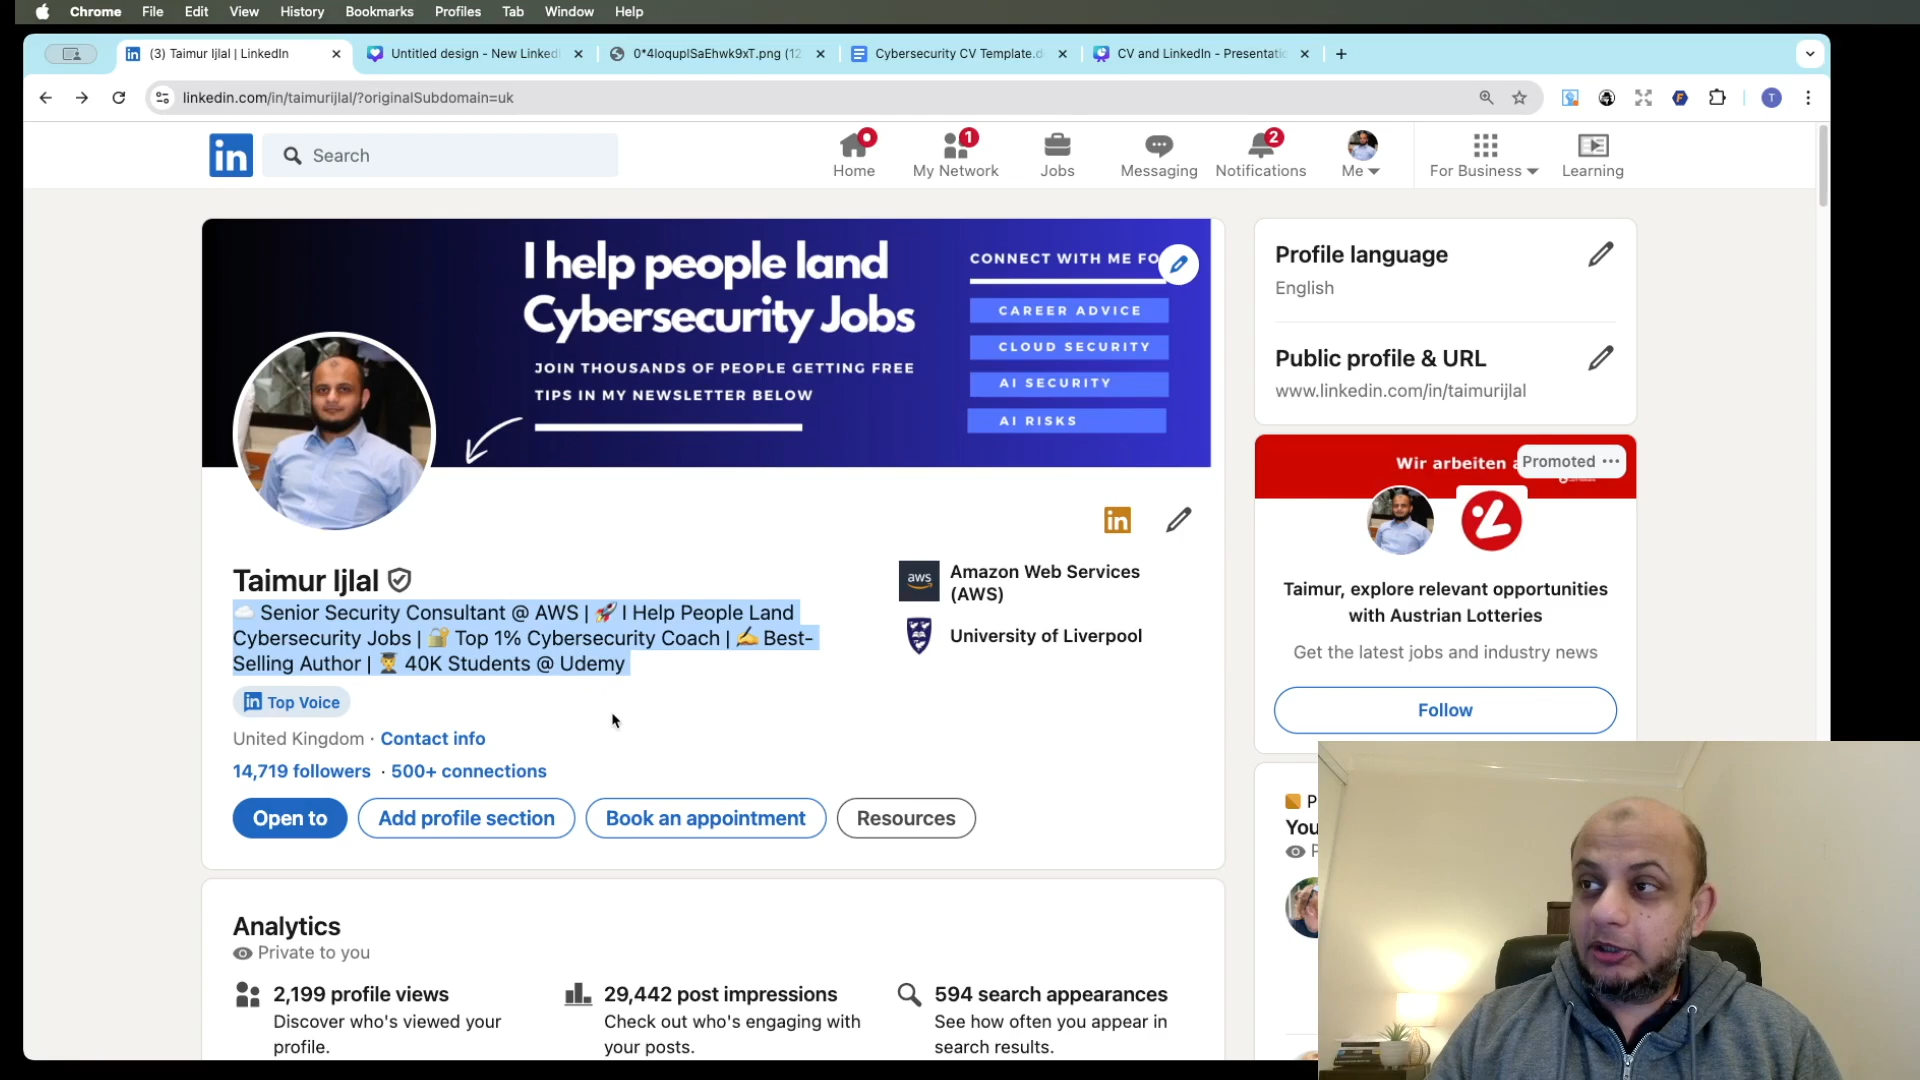 Chrome File Edit View History Bookmarks Profiles Tab Window Help
(3) Taimur Ijlal | LinkedIn
Untitled design - New Linked
0*4loquplSaEhwk9xT.png (12
Cybersecurity CV Template.d
CV and LinkedIn - Presentatio
linkedin.com/in/taimurijlal/?originalSubdomain=uk
T
in
Search
Home
1
My Network
Jobs
Messaging
2
Notifications
Me
For Business
Learning
I help people land
Cybersecurity Jobs
JOIN THOUSANDS OF PEOPLE GETTING FREE
TIPS IN MY NEWSLETTER BELOW
CONNECT WITH ME FO
CAREER ADVICE
CLOUD SECURITY
AI SECURITY
AI RISKS
in
Taimur Ijlal
☁️ Senior Security Consultant @ AWS | 🚀 I Help People Land
Cybersecurity Jobs | 🔐 Top 1% Cybersecurity Coach | ✍️ Best-
Selling Author | 👨‍🎓 40K Students @ Udemy
in Top Voice
United Kingdom · Contact info
14,719 followers · 500+ connections
Open to
Add profile section
Book an appointment
Resources
aws
Amazon Web Services
(AWS)
University of Liverpool
Analytics
Private to you
2,199 profile views
Discover who's viewed your
profile.
29,442 post impressions
Check out who's engaging with
your posts.
594 search appearances
See how often you appear in
search results.
Profile language
English
Public profile & URL
www.linkedin.com/in/taimurijlal
Wir arbeiten
Promoted
Taimur, explore relevant opportunities
with Austrian Lotteries
Get the latest jobs and industry news
Follow
P
You
P